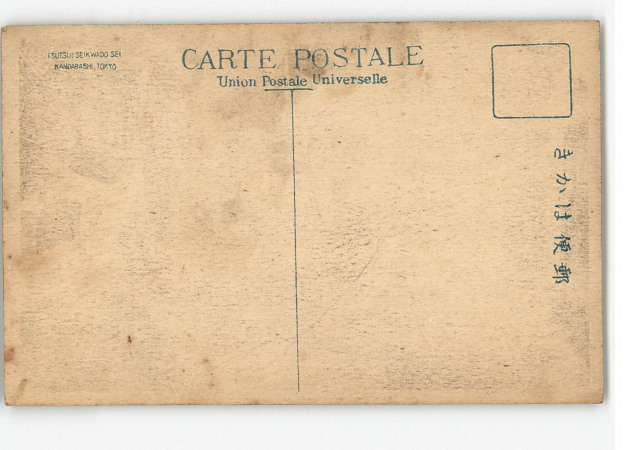 TSUTSUI SEIKWADO SEI
KANDABASHI, TOKYO
CARTE POSTALE
Union Postale Universelle
きかは便郵